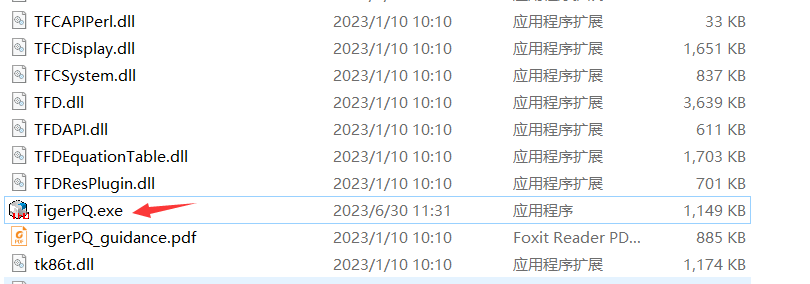 TFCAPIPerl.dll 2023/1/10 10:10 应用程序扩展 33 KB
TFCDisplay.dll 2023/1/10 10:10 应用程序扩展 1,651 KB
TFCSystem.dll 2023/1/10 10:10 应用程序扩展 837 KB
TFD.dll 2023/1/10 10:10 应用程序扩展 3,639 KB
TFDAPI.dll 2023/1/10 10:10 应用程序扩展 611 KB
TFDEquationTable.dll 2023/1/10 10:10 应用程序扩展 1,703 KB
TFDResPlugin.dll 2023/1/10 10:10 应用程序扩展 701 KB
TigerPQ.exe 2023/6/30 11:31 应用程序 1,149 KB
TigerPQ_guidance.pdf 2023/1/10 10:10 Foxit Reader PD... 885 KB
tk86t.dll 2023/1/10 10:10 应用程序扩展 1,174 KB